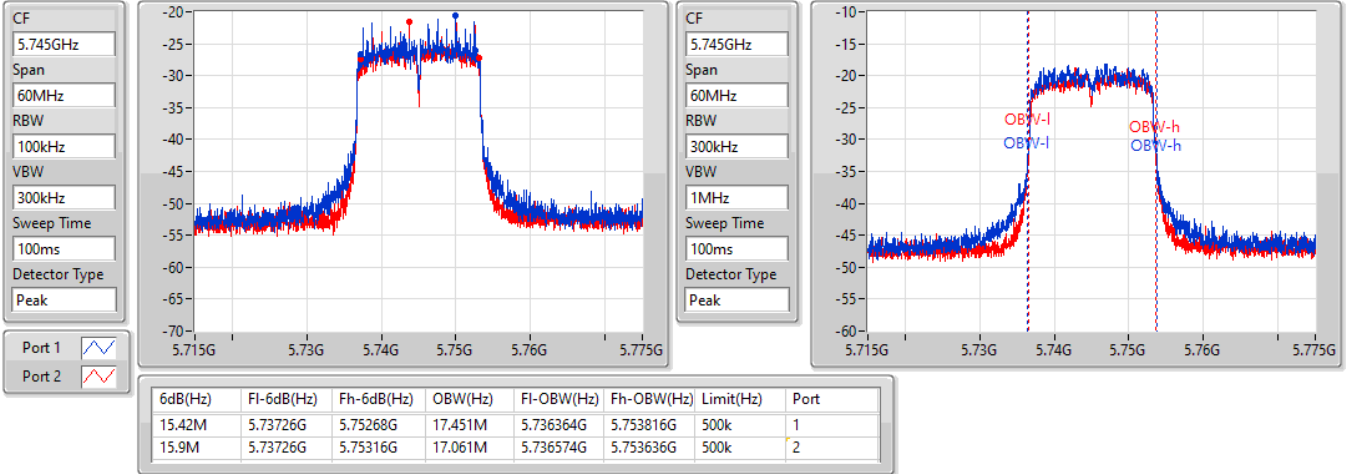 CF
5.745GHz
Span
60MHz
RBW
100kHz
VBW
300kHz
Sweep Time
100ms
Detector Type
Peak
Port 1
Port 2
-20
-25
-30
-35
-40
-45
-50
-55
-60
-65
-70
5.715G 5.73G 5.74G 5.75G 5.76G 5.775G
CF
5.745GHz
Span
60MHz
RBW
300kHz
VBW
1MHz
Sweep Time
100ms
Detector Type
Peak
-10
-15
-20
-25
-30
-35
-40
-45
-50
-55
-60
OBW-l OBW-h
OBW-l OBW-h
5.715G 5.73G 5.74G 5.75G 5.76G 5.775G
6dB(Hz) Fl-6dB(Hz) Fh-6dB(Hz) OBW(Hz) Fl-OBW(Hz) Fh-OBW(Hz) Limit(Hz) Port
15.42M 5.73726G 5.75268G 17.451M 5.736364G 5.753816G 500k 1
15.9M 5.73726G 5.75316G 17.061M 5.736574G 5.753636G 500k 2